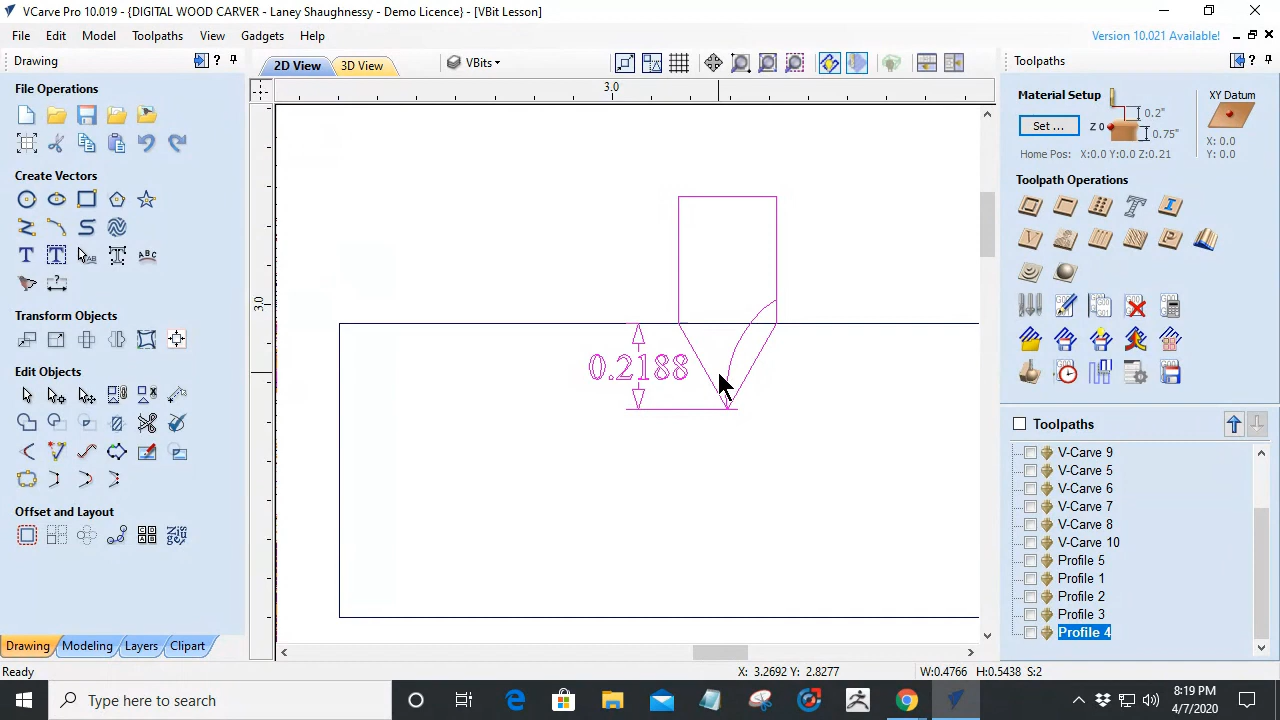 VCarve Pro 10.019 - {DIGITAL WOOD CARVER - Laney Shaughnessy - Demo Licence} - [VBit Lesson]
File Edit Model Toolpaths View Gadgets Help
Version 10.021 Available!
Drawing
2D View
3D View
VBits
Toolpaths
File Operations
Create Vectors
Transform Objects
Edit Objects
Offset and Layout
Drawing Modeling Layers Clipart
Ready
3.0
3.0
0.2188
X: 3.2692 Y: 2.8277
W:0.4766 H:0.5438 S:2
Material Setup
XY Datum
Set ...
Z 0
0.2"
0.75"
X: 0.0
Y: 0.0
Home Pos: X:0.0 Y:0.0 Z:0.21
Toolpath Operations
Toolpaths
V-Carve 9
V-Carve 5
V-Carve 6
V-Carve 7
V-Carve 8
V-Carve 10
Profile 5
Profile 1
Profile 2
Profile 3
Profile 4
Type here to search
8:19 PM
4/7/2020